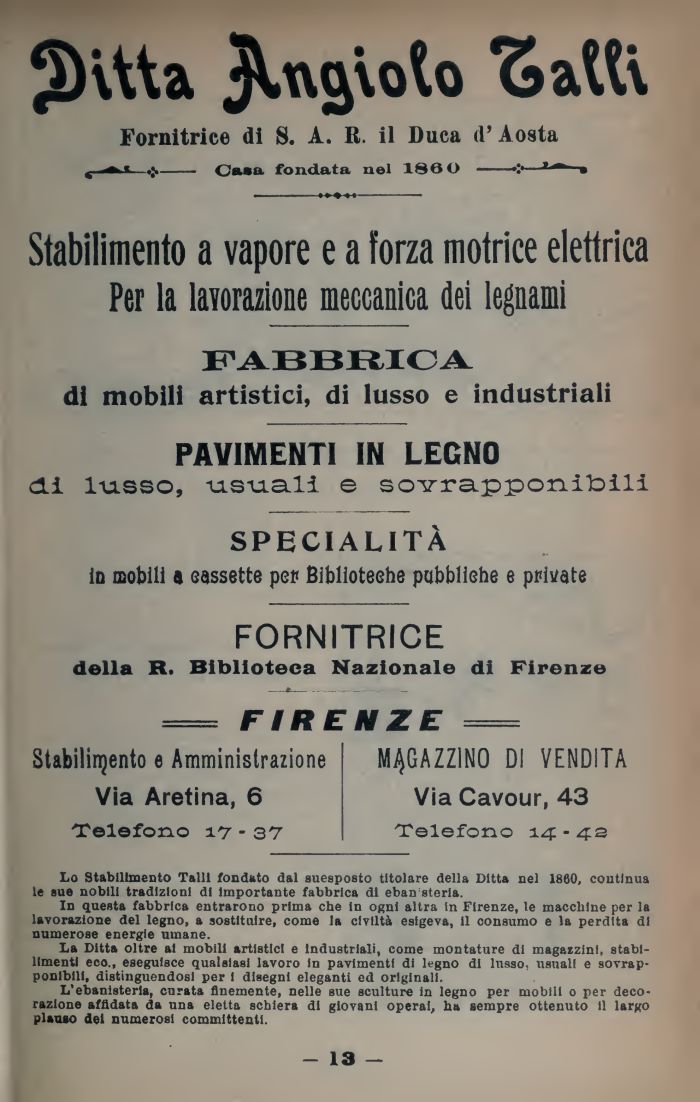 Ditta Angiolo Talli
Fornitrice di S. A. R. il Duca d'Aosta
Casa fondata nel 1860
Stabilimento a vapore e a forza motrice elettrica
Per la lavorazione meccanica dei legnami
FABBRICA
di mobili artistici, di lusso e industriali
PAVIMENTI IN LEGNO
di lusso, usuali e sovrapponibili
SPECIALITÀ
in mobili a cassette per Biblioteche pubbliche e private
FORNITRICE
della R. Biblioteca Nazionale di Firenze
FIRENZE
Stabilimento e Amministrazione
Via Aretina, 6
Telefono 17-37
MAGAZZINO DI VENDITA
Via Cavour, 43
Telefono 14-42
Lo Stabilimento Talli fondato dal suesposto titolare della Ditta nel 1860, continua
le sue nobili tradizioni di importante fabbrica di eban steria.
In questa fabbrica entrarono prima che in ogni altra in Firenze, le macchine per la
lavorazione del legno, a sostituire, come la civiltà esigeva, il consumo e la perdita di
numerose energie umane.
La Ditta oltre ai mobili artistici e industriali, come montature di magazzini, stabi-
limenti ecc., eseguisce qualsiasi lavoro in pavimenti di legno di lusso, usuali e sovrap-
ponibili, distinguendosi per i disegni eleganti ed originali.
L'ebanisteria, curata finemente, nelle sue sculture in legno per mobili o per deco-
razione affidata da una eletta schiera di giovani operai, ha sempre ottenuto il largo
plauso dei numerosi committenti.
— 13 —